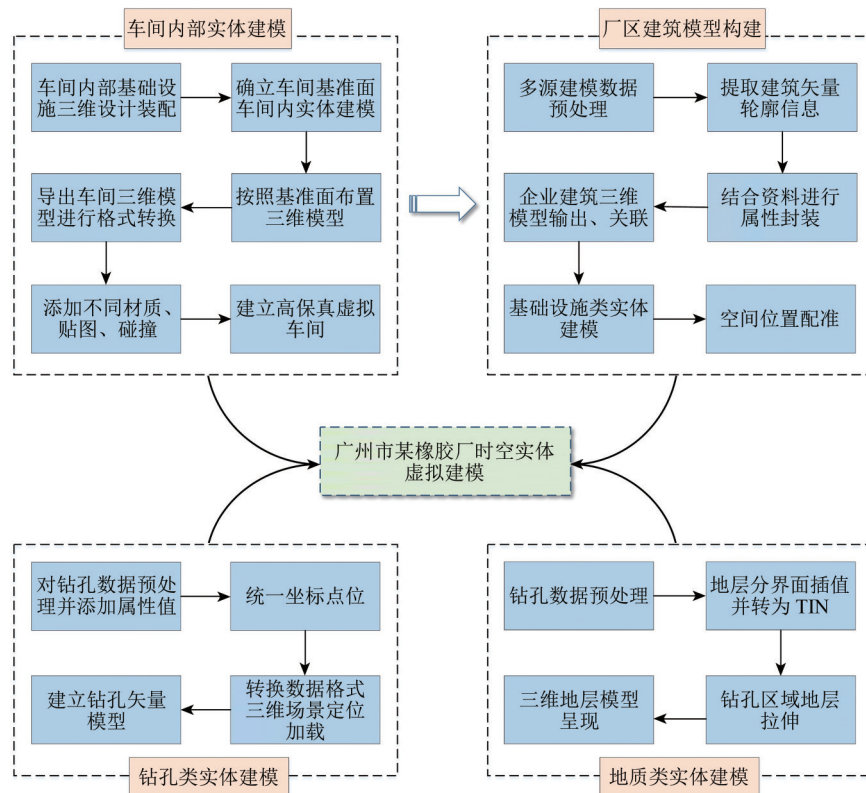 车间内部实体建模
车间内部基础设
施三维设计装配
确立车间基准面
车间内实体建模
导出车间三维模
型进行格式转换
按照基准面布置
三维模型
添加不同材质、
贴图、碰撞
建立高保真虚拟
车间
厂区建筑模型构建
多源建模数据
预处理
提取建筑矢量
轮廓信息
企业建筑三维
模型输出、关联
结合资料进行
属性封装
基础设施类实体
建模
空间位置配准
广州市某橡胶厂时空实体
虚拟建模
对钻孔数据预处
理并添加属性值
统一坐标点位
建立钻孔矢量
模型
转换数据格式
三维场景定位
加载
钻孔类实体建模
钻孔数据预处理
地层分界面插值
并转为 TIN
三维地层模型
呈现
钻孔区域地层
拉伸
地质类实体建模